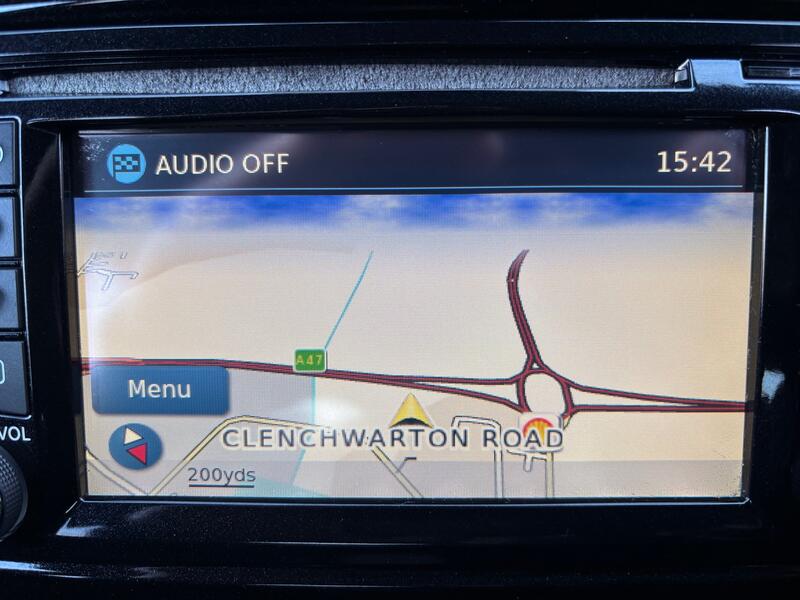 AUDIO OFF 15:42
A47
Menu
CLENCHWARTON ROAD
VOL
200yds